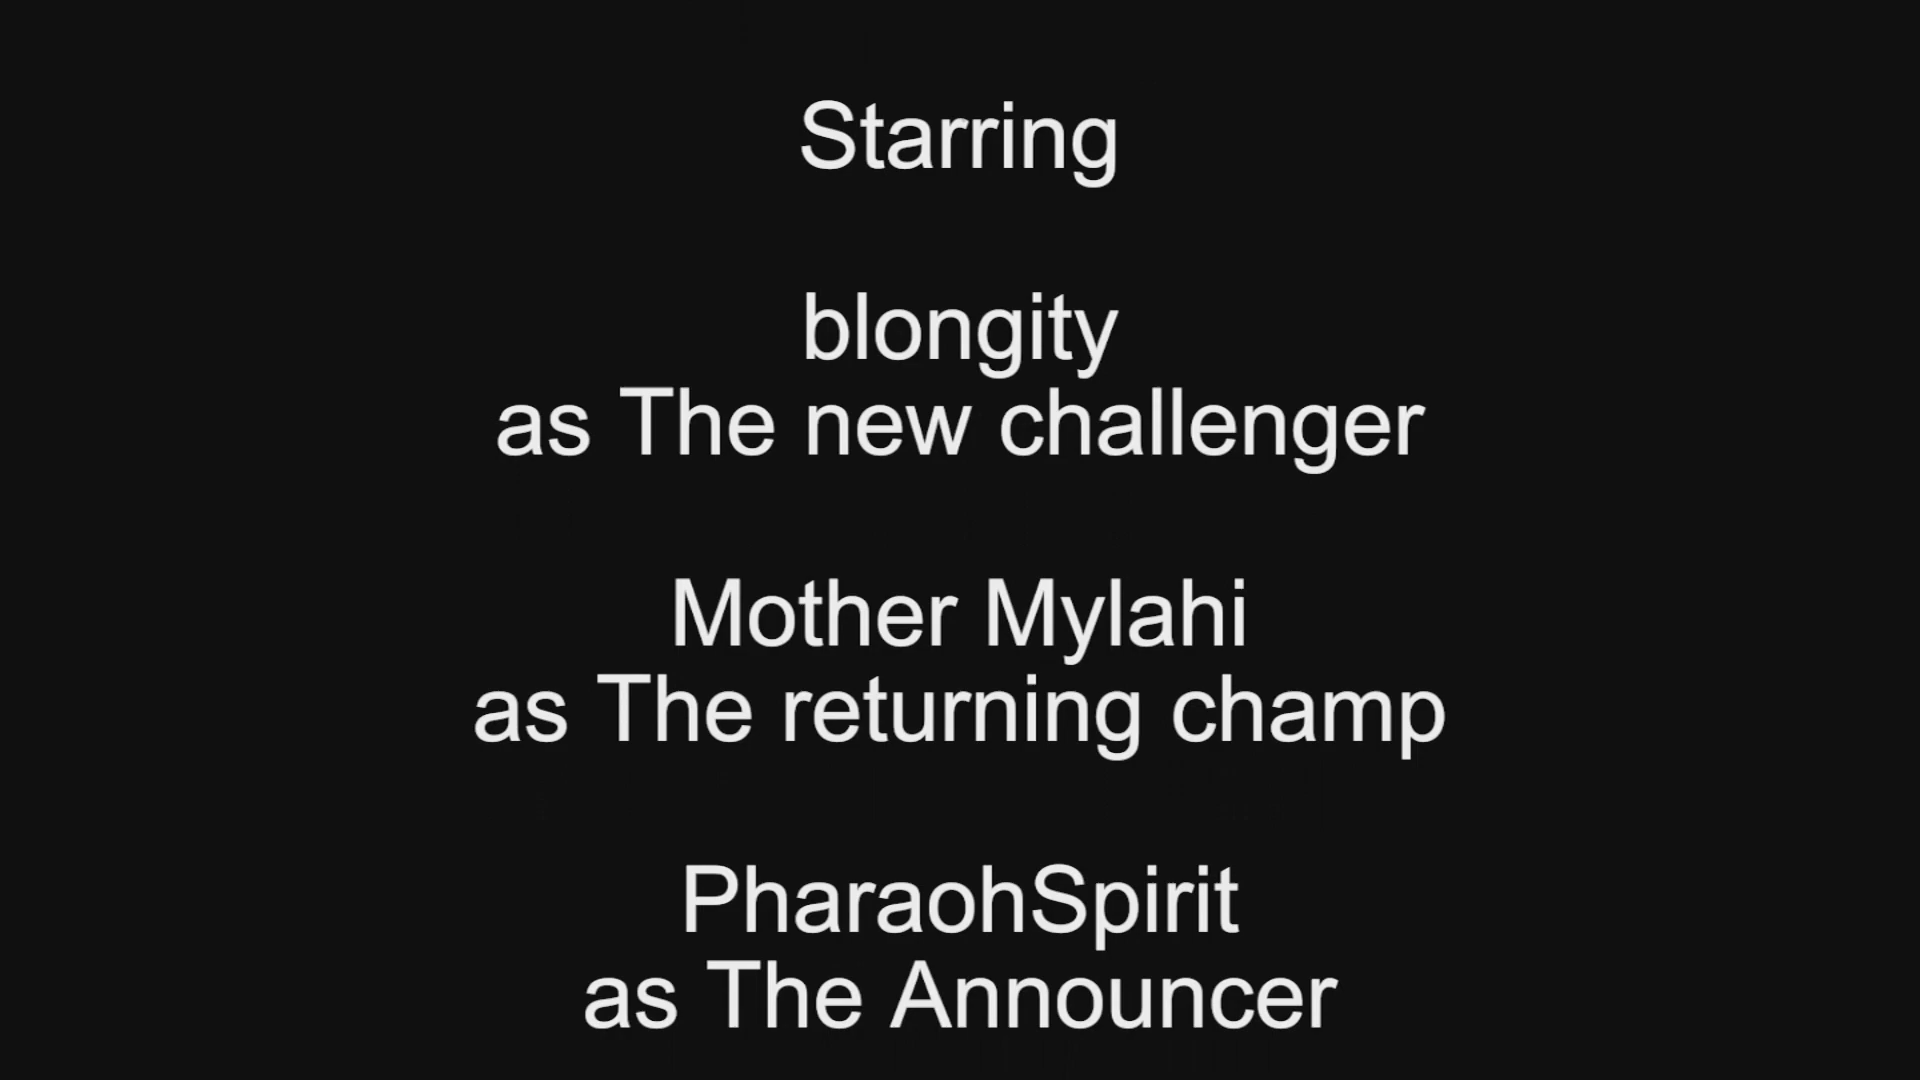 Starring
blongity
as The new challenger
Mother Mylahi
as The returning champ
PharaohSpirit
as The Announcer